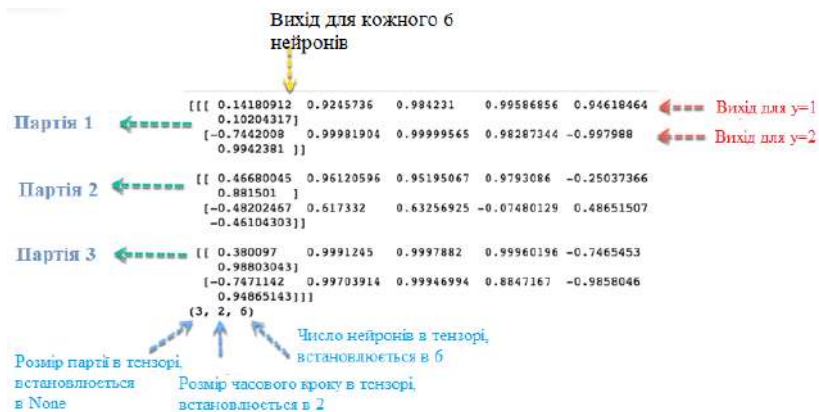 Вихід для кожного 6
нейронів
[[[ 0.14180912 0.9245736 0.984231 0.99586856 0.94618464
0.10204317]
[-0.7442008 0.99981904 0.99999565 0.98287344 -0.997988
0.9942381 ]]
[[ 0.46680045 0.96120596 0.95195067 0.9793086 -0.25037366
0.881501 ]
[-0.48202467 0.617332 0.63256925 -0.07480129 0.48651507
-0.46104303]]
[[ 0.380097 0.9991245 0.9997882 0.99960196 -0.7465453
0.98803043]
[-0.7471142 0.99703914 0.99946994 0.8847167 -0.9858046
0.94865143]]]
(3, 2, 6)
Партія 1
Партія 2
Партія 3
Вихід для y=1
Вихід для y=2
Число нейронів в тензорі,
встановлюється в 6
Розмір партії в тензорі,
встановлюється
в None
Розмір часового кроку в тензорі,
встановлюється в 2